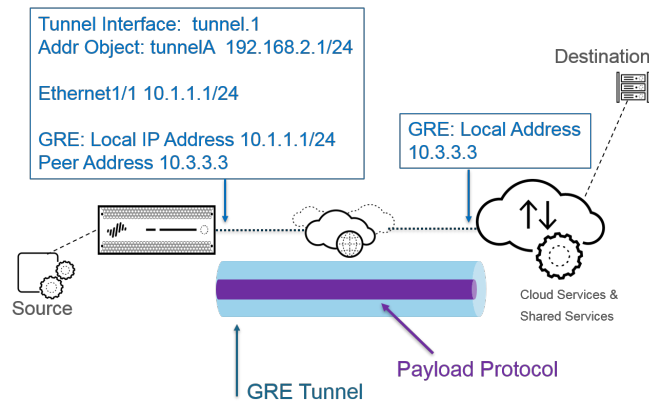 Tunnel Interface: tunnel.1
Addr Object: tunnelA 192.168.2.1/24
Ethernet1/1 10.1.1.1/24
GRE: Local IP Address 10.1.1.1/24
Peer Address 10.3.3.3
Destination
GRE: Local Address
10.3.3.3
Source
Cloud Services &
Shared Services
Payload Protocol
GRE Tunnel